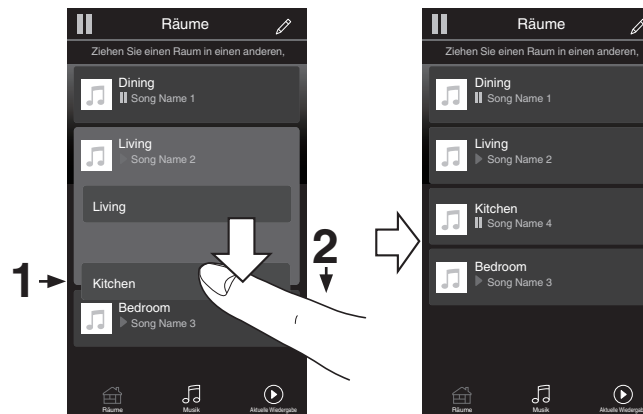 Räume
Ziehen Sie einen Raum in einen anderen,
Dining
Song Name 1
Living
Song Name 2
Living
Kitchen
Bedroom
Song Name 3
Räume
Musik
Aktuelle Wiedergabe
1
2
Räume
Ziehen Sie einen Raum in einen anderen,
Dining
Song Name 1
Living
Song Name 2
Kitchen
Song Name 4
Bedroom
Song Name 3
Räume
Musik
Aktuelle Wiedergabe